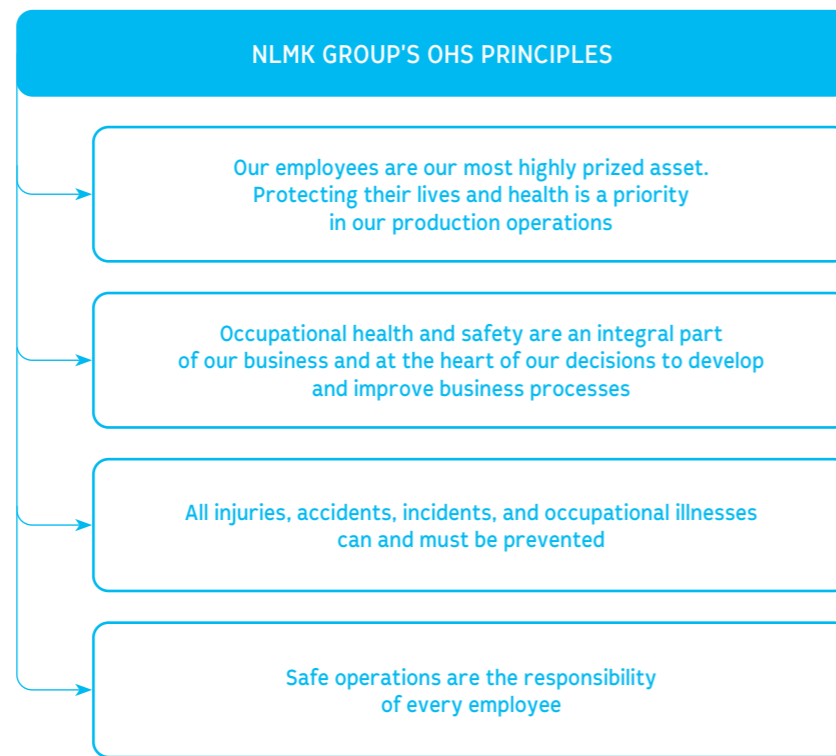 NLMK GROUP'S OHS PRINCIPLES
Our employees are our most highly prized asset.
Protecting their lives and health is a priority
in our production operations
Occupational health and safety are an integral part
of our business and at the heart of our decisions to develop
and improve business processes
All injuries, accidents, incidents, and occupational illnesses
can and must be prevented
Safe operations are the responsibility
of every employee